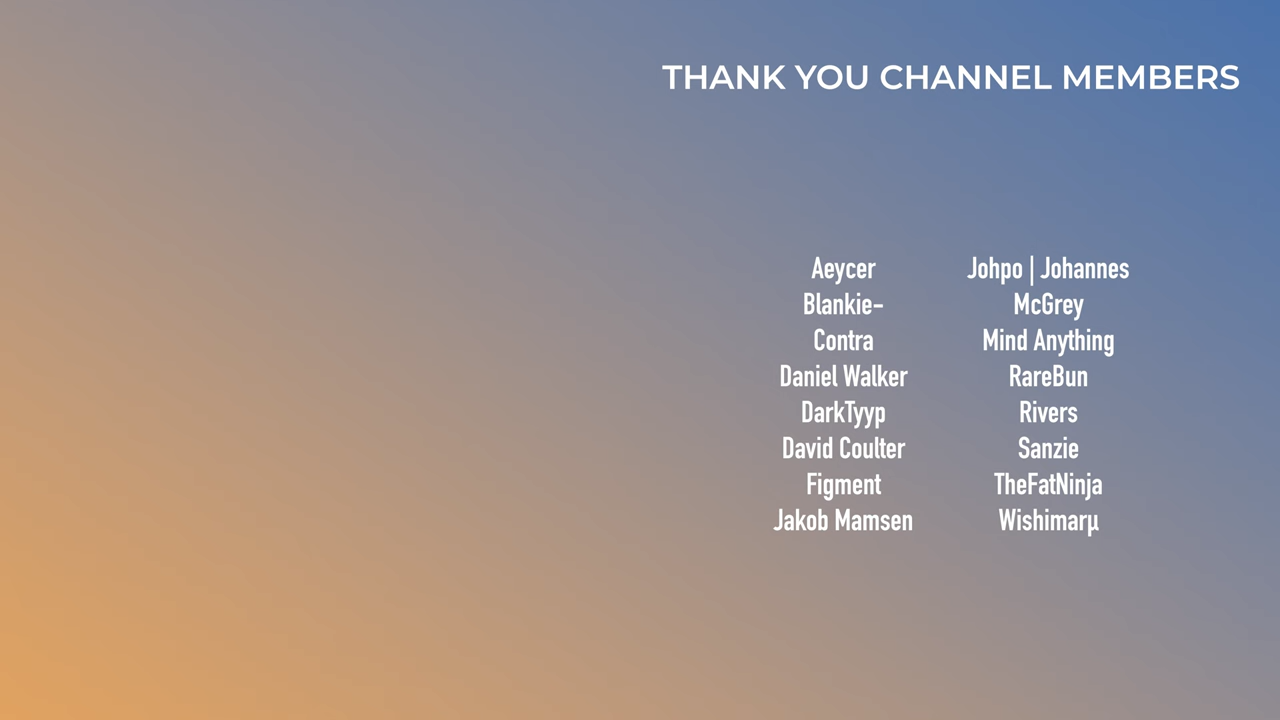 THANK YOU CHANNEL MEMBERS
Aeycer
Blankie-
Contra
Daniel Walker
DarkTyyp
David Coulter
Figment
Jakob Mamsen
Johpo | Johannes
McGrey
Mind Anything
RareBun
Rivers
Sanzie
TheFatNinja
Wishimarµ